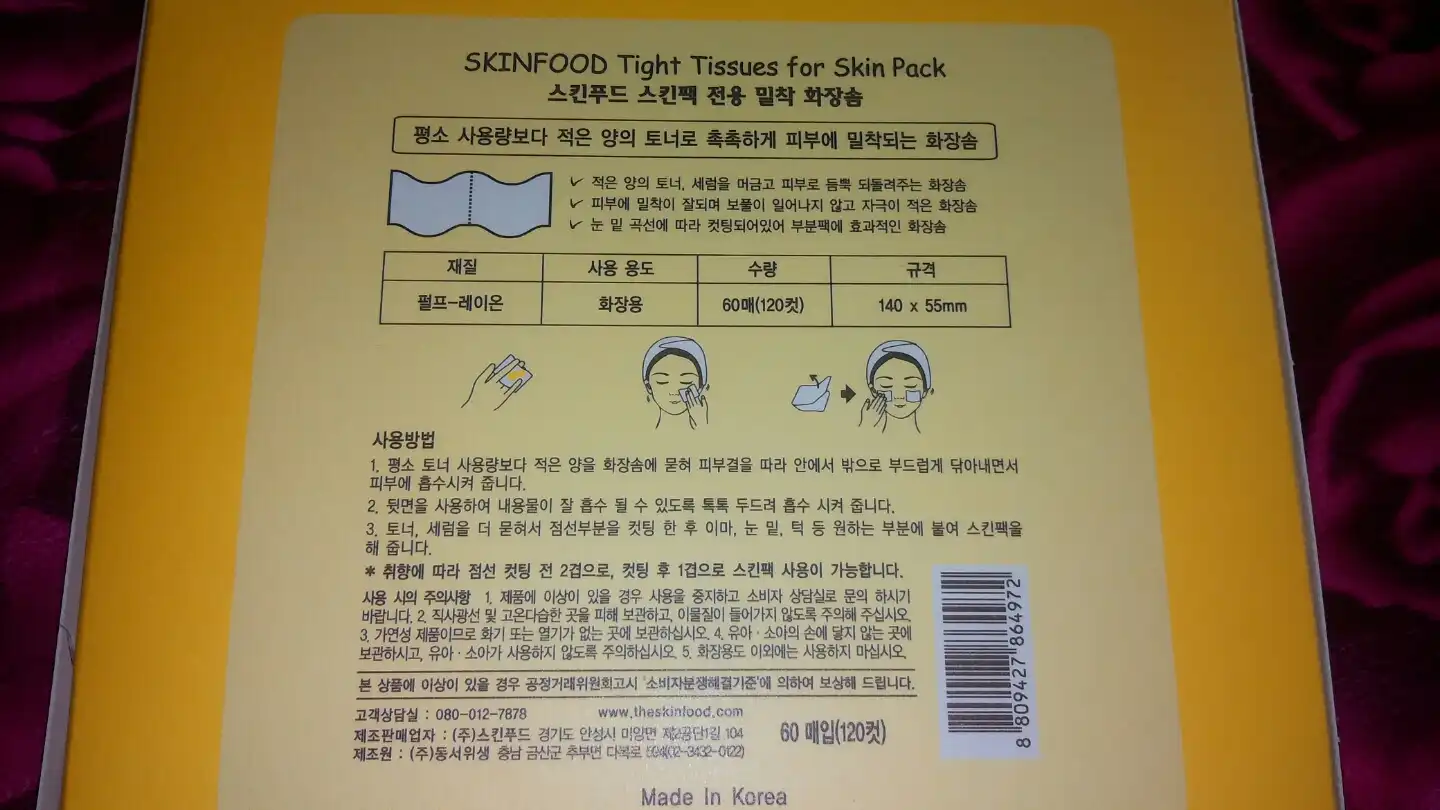 SKINFOOD Tight Tissues for Skin Pack
스킨푸드 스킨팩 전용 밀착 화장솜
평소 사용량보다 적은 양의 토너로 촉촉하게 피부에 밀착되는 화장솜
✓ 적은 양의 토너, 세럼을 머금고 피부로 듬뿍 되돌려주는 화장솜
✓ 피부에 밀착이 잘되며 보풀이 일어나지 않고 자극이 적은 화장솜
✓ 눈 밑 곡선에 따라 컷팅되어있어 부분팩에 효과적인 화장솜
재질 사용 용도 수량 규격
펄프-레이온 화장용 60매(120컷) 140 x 55mm
사용방법
1. 평소 토너 사용량보다 적은 양을 화장솜에 묻혀 피부결을 따라 안에서 밖으로 부드럽게 닦아내면서
피부에 흡수시켜 줍니다.
2. 뒷면을 사용하여 내용물이 잘 흡수 될 수 있도록 톡톡 두드려 흡수 시켜 줍니다.
3. 토너, 세럼을 더 묻혀서 점선부분을 컷팅 한 후 이마, 눈 밑, 턱 등 원하는 부분에 붙여 스킨팩을
해 줍니다.
* 취향에 따라 점선 컷팅 전 2겹으로, 컷팅 후 1겹으로 스킨팩 사용이 가능합니다.
사용 시의 주의사항 1. 제품에 이상이 있을 경우 사용을 중지하고 소비자 상담실로 문의 하시기
바랍니다. 2. 직사광선 및 고온다습한 곳을 피해 보관하고, 이물질이 들어가지 않도록 주의해 주십시오.
3. 가연성 제품이므로 화기 또는 열기가 없는 곳에 보관하십시오. 4. 유아·소아의 손에 닿지 않는 곳에
보관하시고, 유아·소아가 사용하지 않도록 주의하십시오. 5. 화장용도 이외에는 사용하지 마십시오.
본 상품에 이상이 있을 경우 공정거래위원회고시 '소비자분쟁해결기준'에 의하여 보상해 드립니다.
고객상담실 : 080-012-7878 www.theskinfood.com
제조판매업자 : (주)스킨푸드 경기도 안성시 미양면 제2공단1길 104
제조원 : (주)동서위생 충남 금산군 추부면 다복로 (02-3432-0122)
60 매입(120컷)
8 809427 864972
Made In Korea